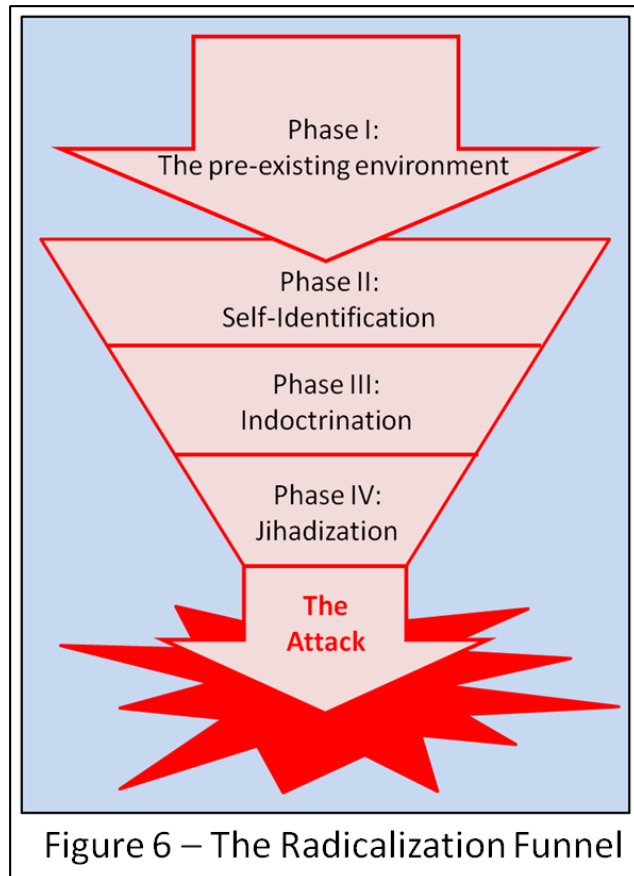 Phase I:
The pre-existing environment
Phase II:
Self-Identification
Phase III:
Indoctrination
Phase IV:
Jihadization
The
Attack
Figure 6 – The Radicalization Funnel